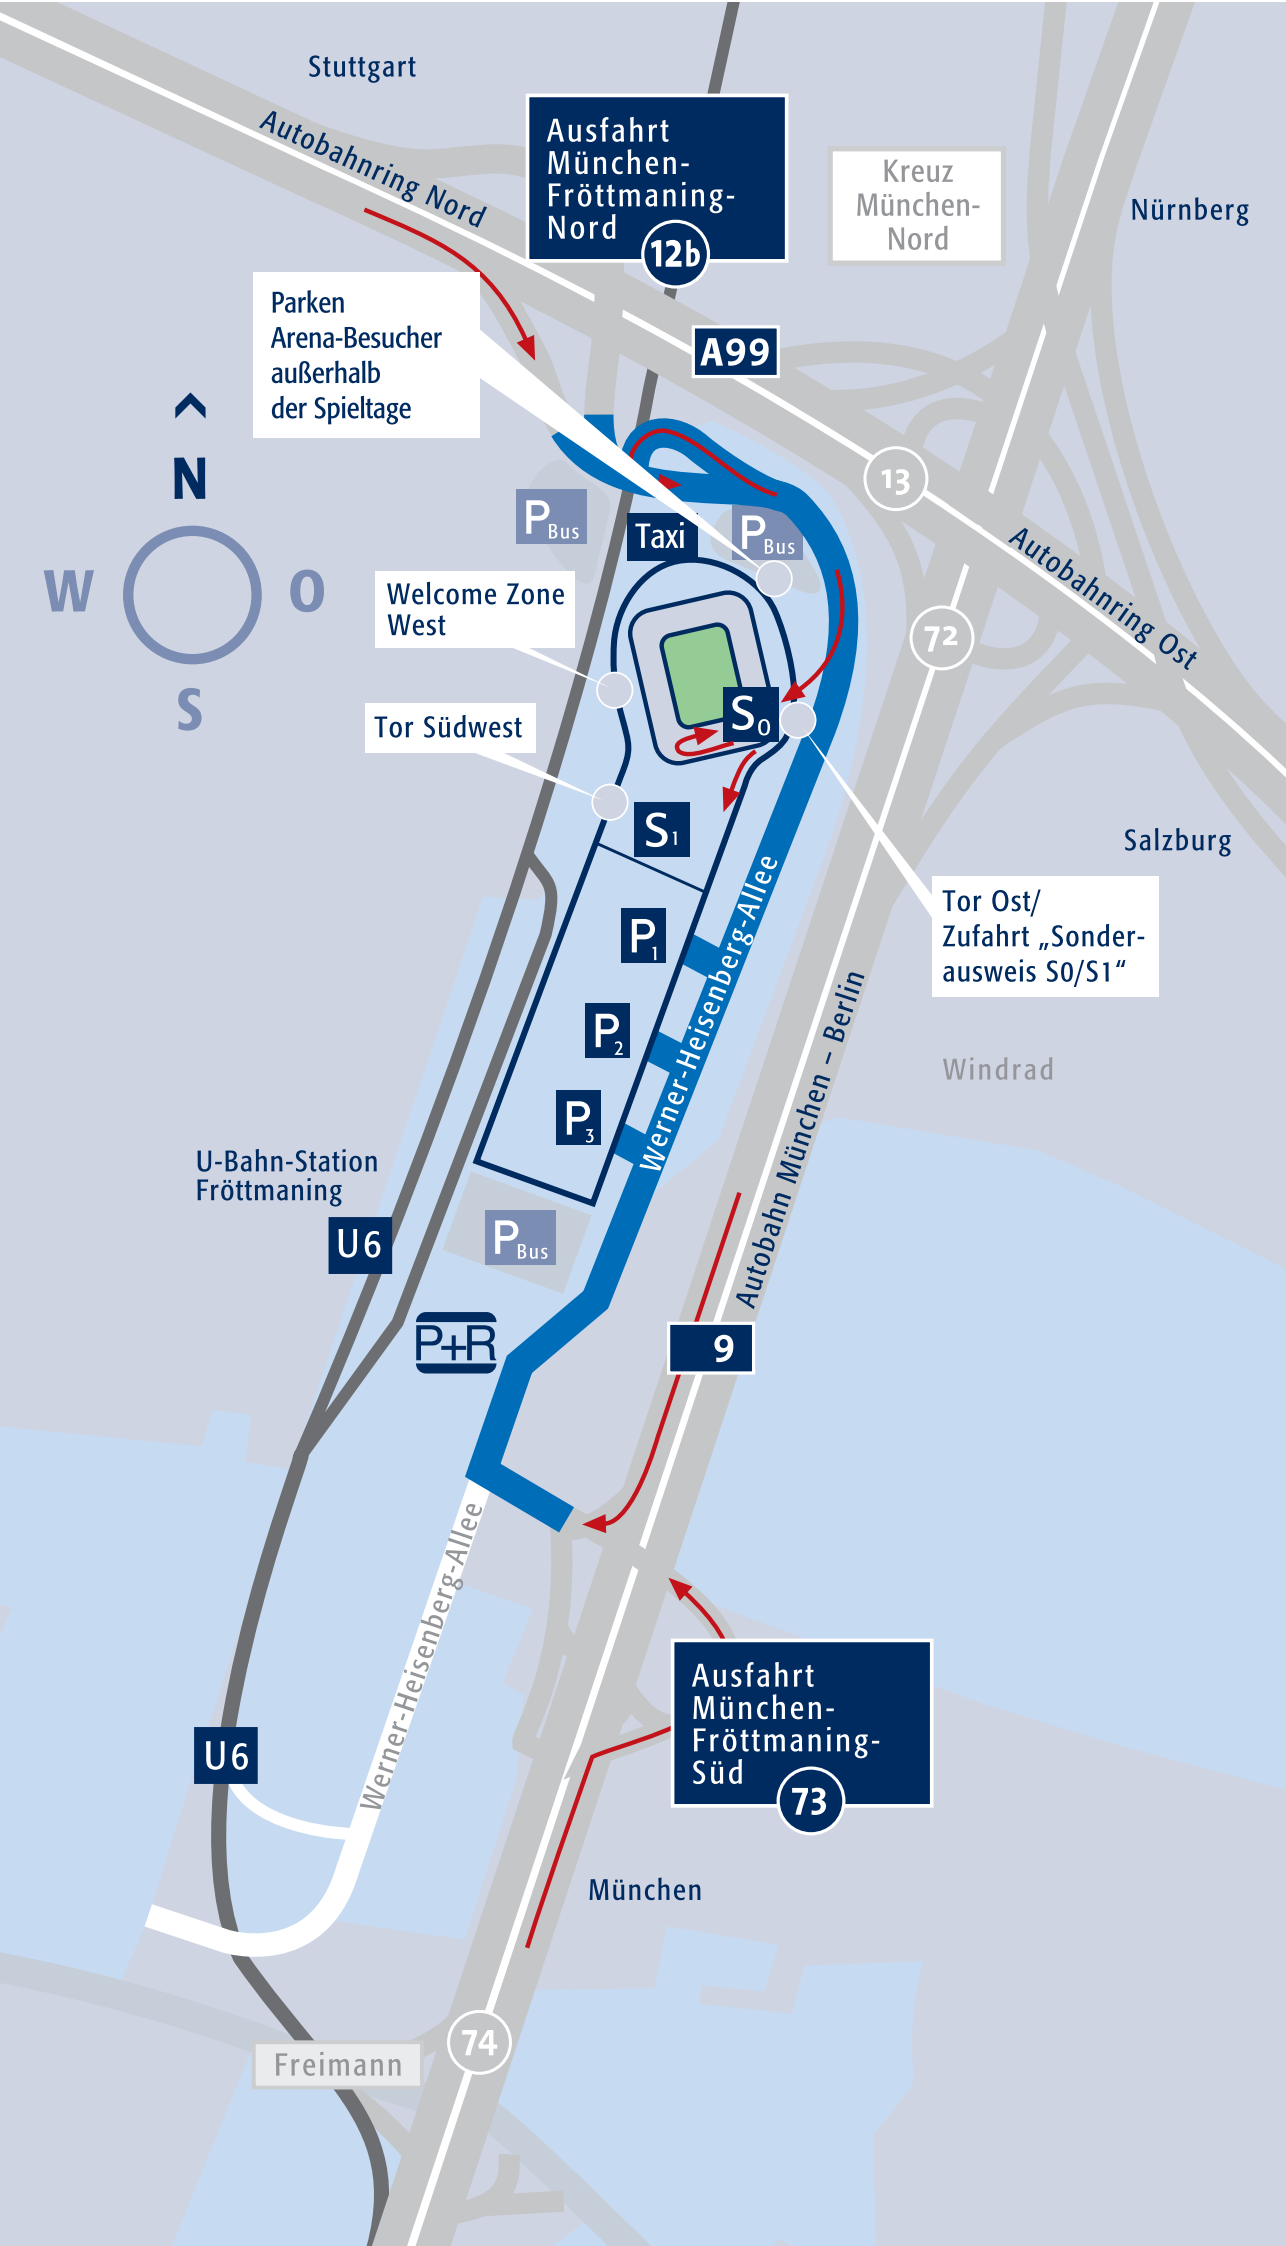 Stuttgart
Autobahnring Nord
Ausfahrt
München-
Fröttmaning-
Nord
12b
Kreuz
München-
Nord
Nürnberg
Parken
Arena-Besucher
außerhalb
der Spieltage
A99
N
W
O
S
13
PBus
Taxi
PBus
Autobahnring Ost
Welcome Zone
West
72
Tor Südwest
S0
S1
Salzburg
Tor Ost/
Zufahrt „Sonder-
ausweis S0/S1“
P1
Werner-Heisenberg-Allee
P2
Autobahn München – Berlin
Windrad
P3
U-Bahn-Station
Fröttmaning
U6
PBus
P+R
9
Werner-Heisenberg-Allee
Ausfahrt
München-
Fröttmaning-
Süd
73
U6
München
74
Freimann